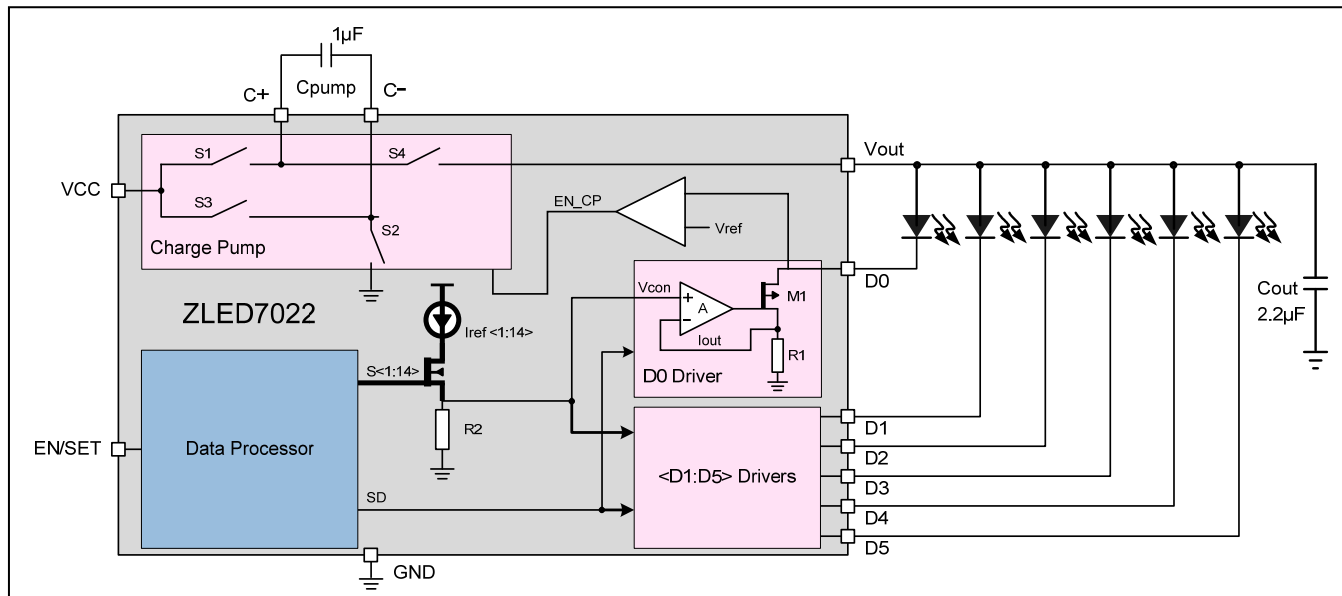 1µF
Cpump
C+
C-
S1
S4
Vout
VCC
S3
S2
EN_CP
Vref
Charge Pump
D0
Vcon
M1
A
Cout
2.2µF
ZLED7022
Iref <1:14>
Iout
R1
S<1:14>
D0 Driver
R2
D1
EN/SET
Data Processor
D2
<D1:D5> Drivers
D3
SD
D4
D5
GND